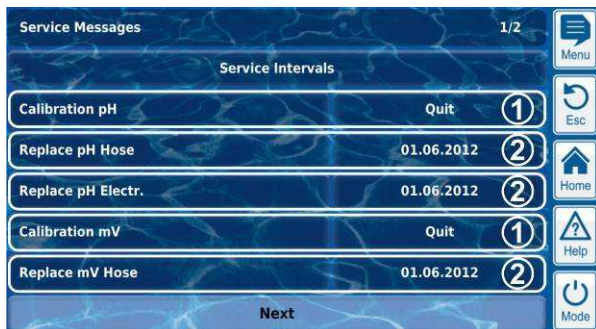 Service Messages 1/2
Service Intervals
Calibration pH Quit 1
Replace pH Hose 01.06.2012 2
Replace pH Electr. 01.06.2012 2
Calibration mV Quit 1
Replace mV Hose 01.06.2012 2
Next
Menu
Esc
Home
?
Help
Mode